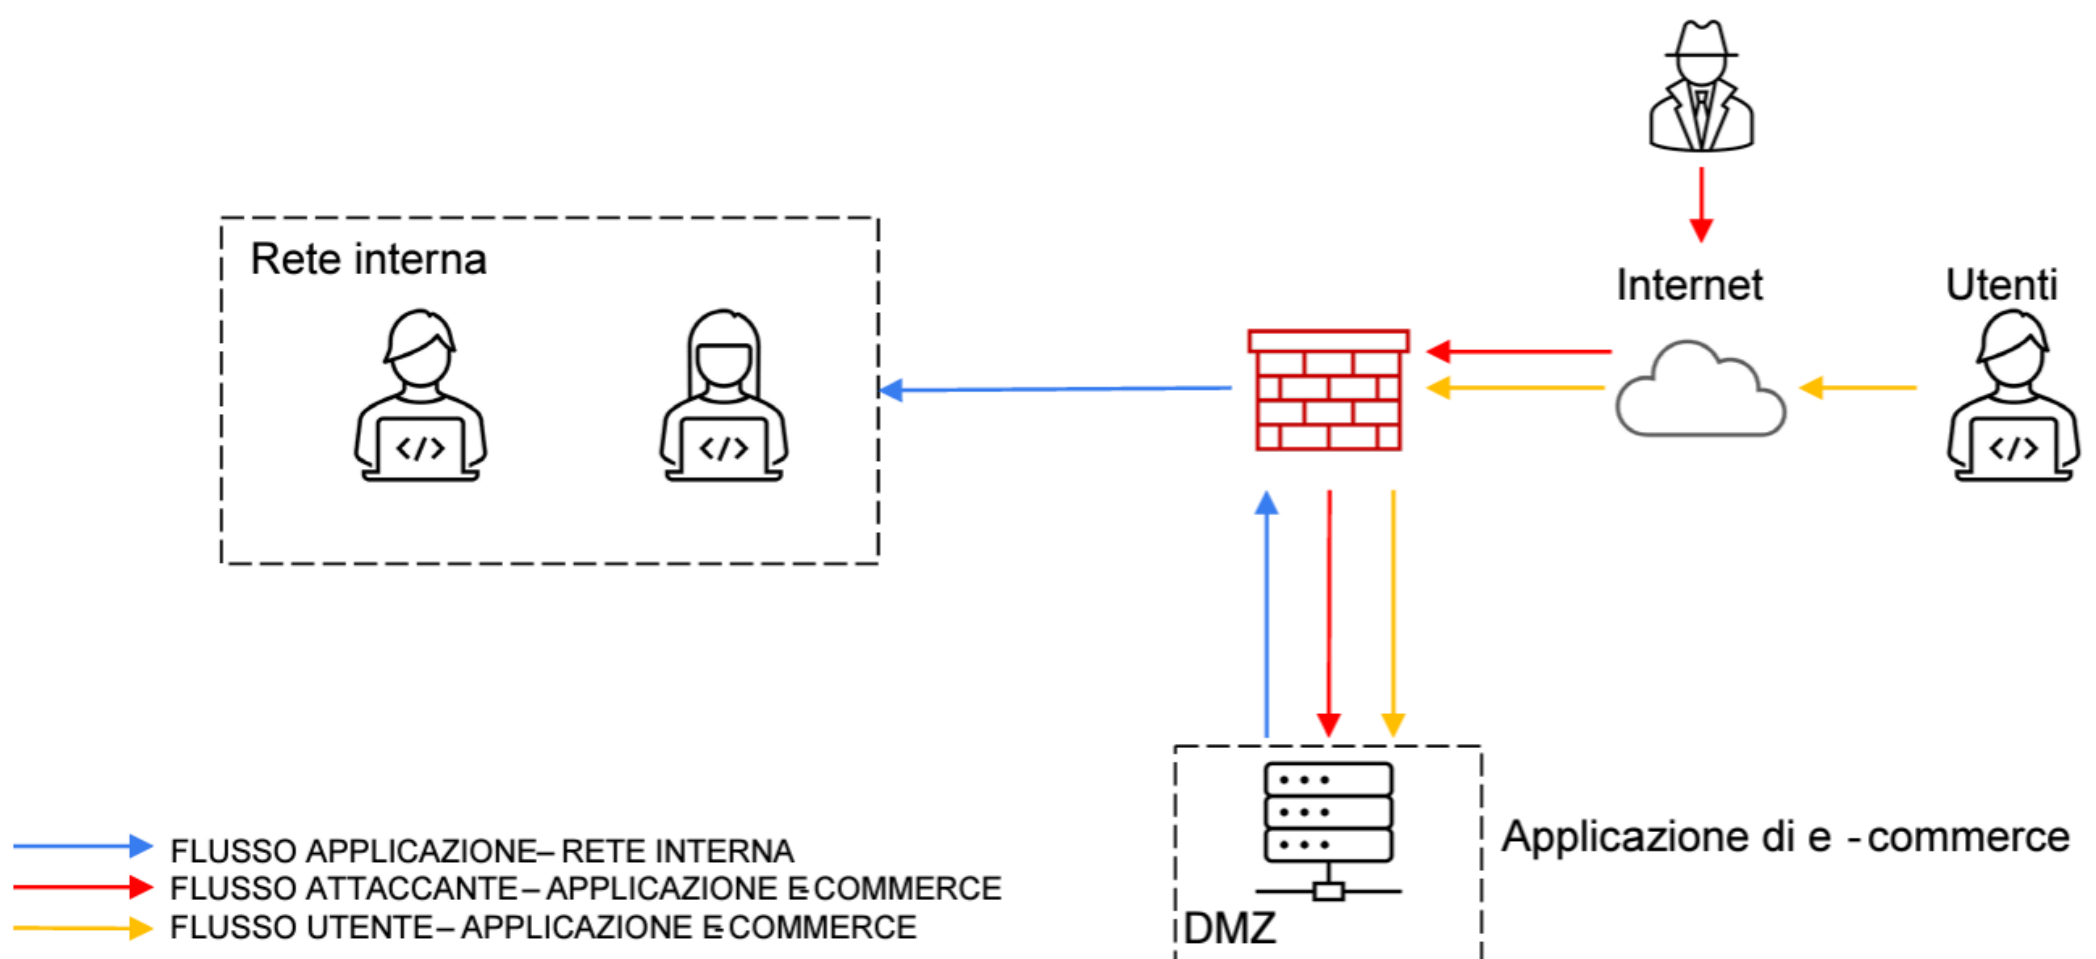 Rete interna
Internet
Utenti
</>
</>
</>
Applicazione di e -commerce
DMZ
FLUSSO APPLICAZIONE– RETE INTERNA
FLUSSO ATTACCANTE– APPLICAZIONE E-COMMERCE
FLUSSO UTENTE– APPLICAZIONE E-COMMERCE